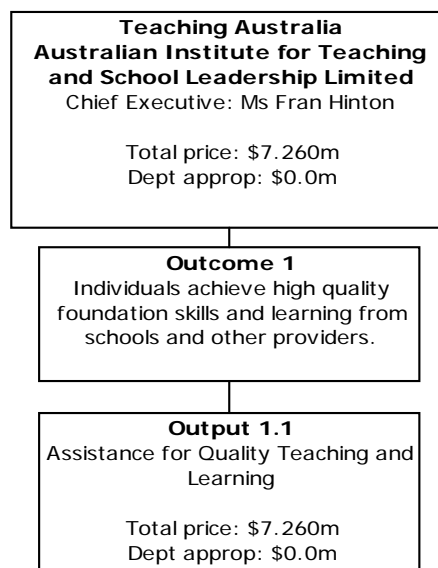 Teaching Australia
Australian Institute for Teaching
and School Leadership Limited
Chief Executive: Ms Fran Hinton
Total price: $7.260m
Dept approp: $0.0m
Outcome 1
Individuals achieve high quality
foundation skills and learning from
schools and other providers.
Output 1.1
Assistance for Quality Teaching and
Learning
Total price: $7.260m
Dept approp: $0.0m